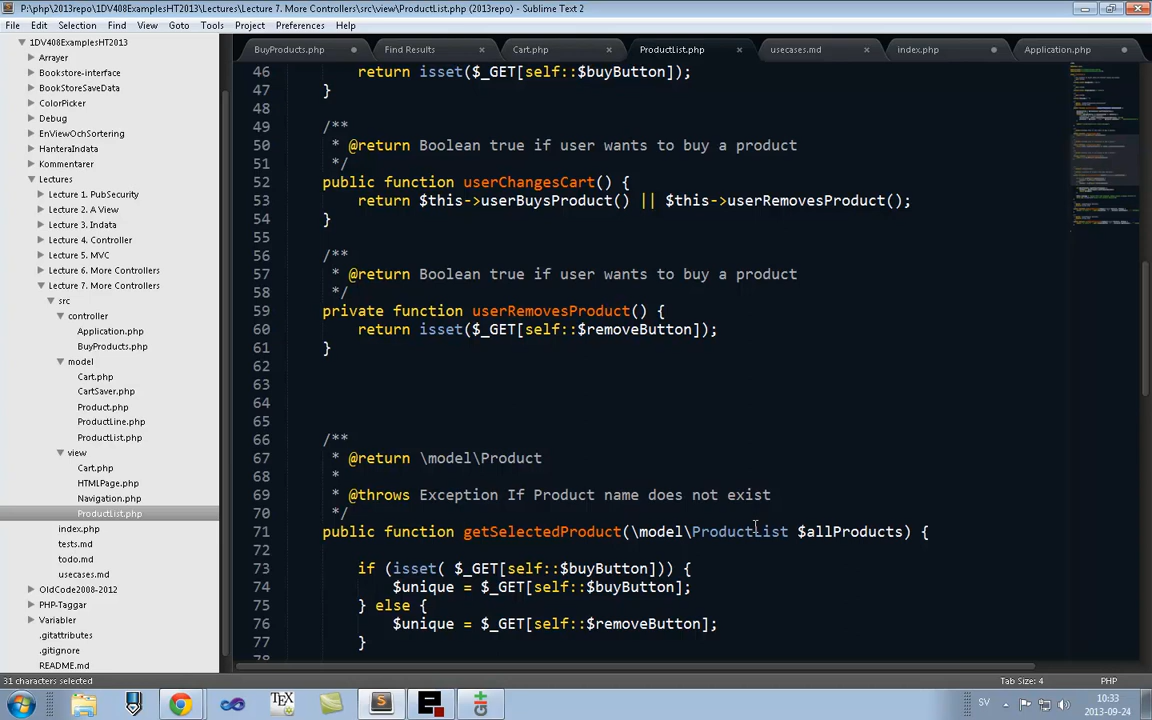 P:\php\2013repo\1DV408ExamplesHT2013\Lectures\Lecture 7. More Controllers\src\view\ProductList.php (2013repo) - Sublime Text 2
File Edit Selection Find View Goto Tools Project Preferences Help
1DV408ExamplesHT2013
Arrayer
Bookstore-interface
BookStoreSaveData
ColorPicker
Debug
EnViewOchSortering
HanteraIndata
Kommentarer
Lectures
Lecture 1. PubSecurity
Lecture 2. A View
Lecture 3. Indata
Lecture 4. Controller
Lecture 5. MVC
Lecture 6. More Controllers
Lecture 7. More Controllers
src
controller
Application.php
BuyProducts.php
model
Cart.php
CartSaver.php
Product.php
ProductLine.php
ProductList.php
view
Cart.php
HTMLPage.php
Navigation.php
ProductList.php
index.php
tests.md
todo.md
usecases.md
OldCode2008-2012
PHP-Taggar
Variabler
.gitattributes
.gitignore
README.md
BuyProducts.php Find Results Cart.php ProductList.php usecases.md index.php Application.php
46 return isset($_GET[self::$buyButton]);
47 }
48
49 /**
50 * @return Boolean true if user wants to buy a product
51 */
52 public function userChangesCart() {
53 return $this->userBuysProduct() || $this->userRemovesProduct();
54 }
55
56 /**
57 * @return Boolean true if user wants to buy a product
58 */
59 private function userRemovesProduct() {
60 return isset($_GET[self::$removeButton]);
61 }
62
63
64
65
66 /**
67 * @return \model\Product
68 *
69 * @throws Exception If Product name does not exist
70 */
71 public function getSelectedProduct(\model\ProductList $allProducts) {
72
73 if (isset( $_GET[self::$buyButton])) {
74 $unique = $_GET[self::$buyButton];
75 } else {
76 $unique = $_GET[self::$removeButton];
77 }
31 characters selected Tab Size: 4 PHP
SV 10:33
2013-09-24